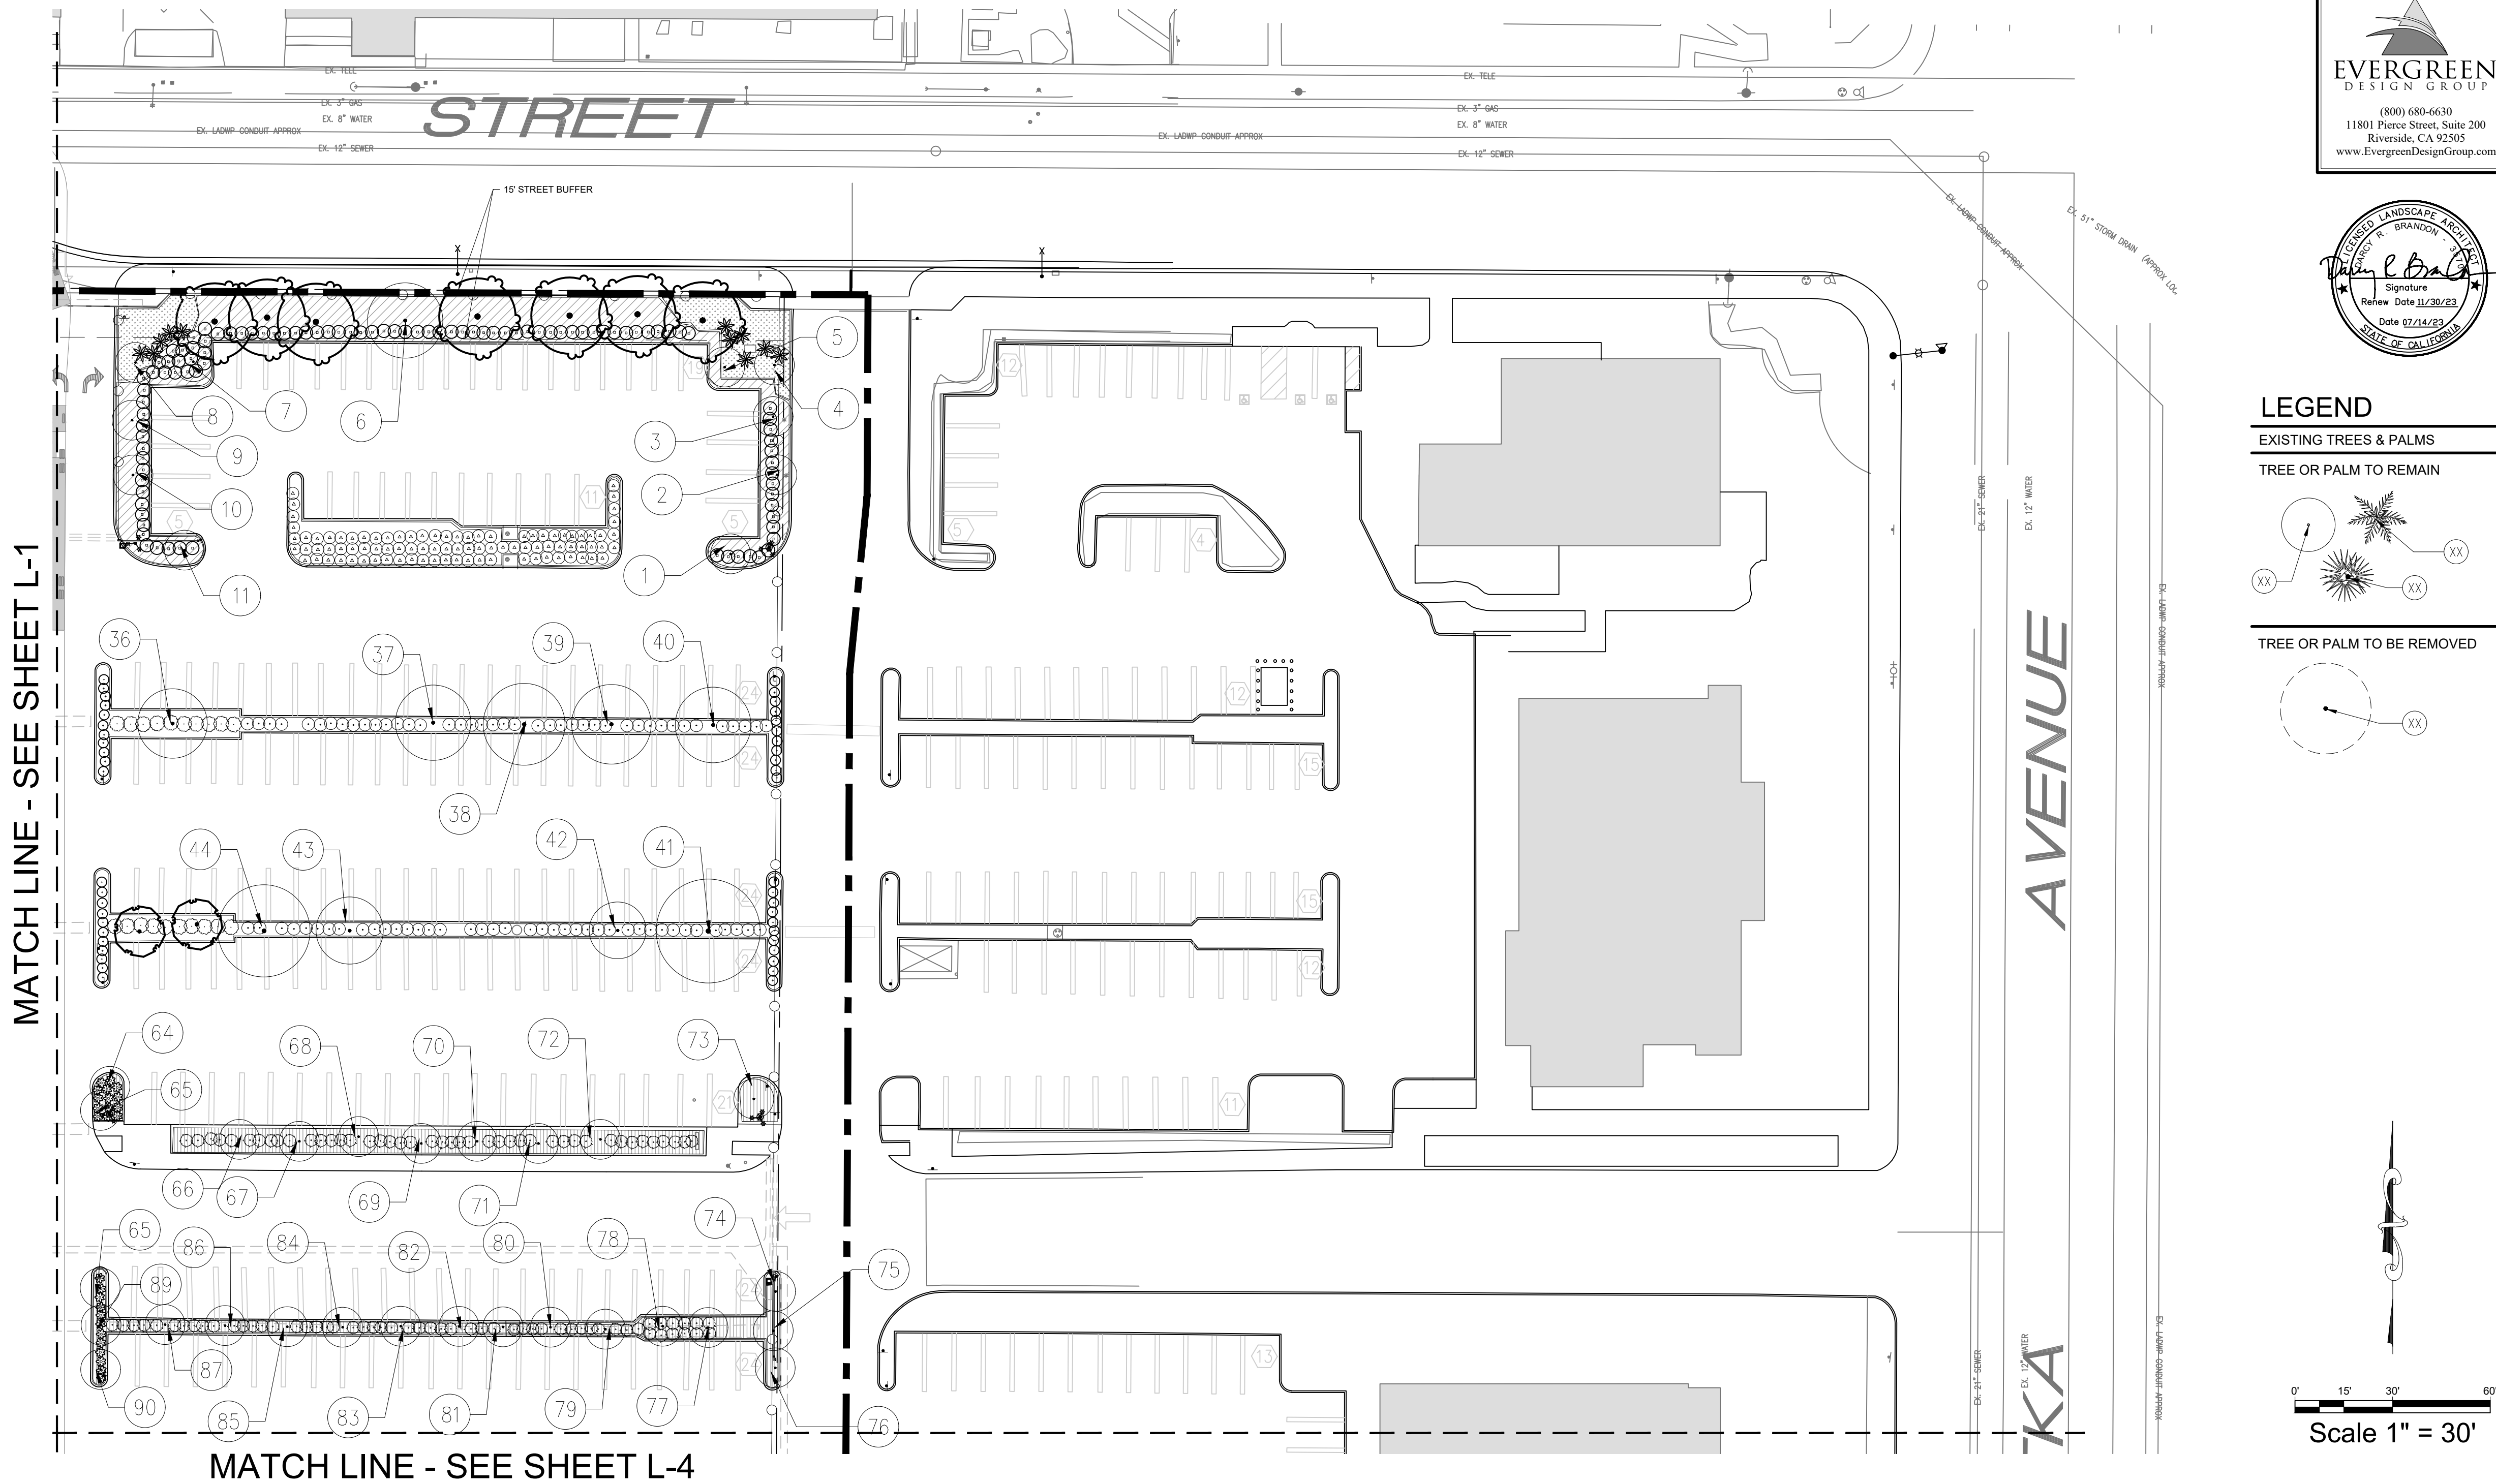 EX. TELE
EX. TELE
EX. 3" GAS
EX. 8" WATER
STREET
EX. 3" GAS
EX. 8" WATER
EX. LADWP CONDUIT APPROX
EX. LADWP CONDUIT APPROX
EX. 12" SEWER
EX. 12" SEWER
15' STREET BUFFER
EX. LADWP CONDUIT APPROX
EX. 51" STORM DRAIN (APPROX LOC
X
X
5
19
12
8
7
6
4
3
9
2
10
11
5
5
5
4
1
11
EX. 21" SEWER
EX. 12" WATER
EX. LADWP CONDUIT APPROX
MATCH LINE - SEE SHEET L-1
36
37
39
40
24
12
24
15
38
AVENUE
44
43
42
41
24
15
24
12
64
68
70
72
73
65
21
11
66
67
69
71
74
65
86
84
82
80
78
75
89
24
87
24
13
90
85
83
81
79
77
76
EX. 21" SEWER
EX. 12" WATER
EX. LADWP CONDUIT APPROX
KA
MATCH LINE - SEE SHEET L-4
EVERGREEN
DESIGN GROUP
(800) 680-6630
11801 Pierce Street, Suite 200
Riverside, CA 92505
www.EvergreenDesignGroup.com
LICENSED LANDSCAPE ARCHITECT
DARCY R. BRANDON
Signature
Renew Date 11/30/23
Date 07/14/23
STATE OF CALIFORNIA
LEGEND
EXISTING TREES & PALMS
TREE OR PALM TO REMAIN
XX
XX
XX
TREE OR PALM TO BE REMOVED
XX
0' 15' 30' 60'
Scale 1" = 30'